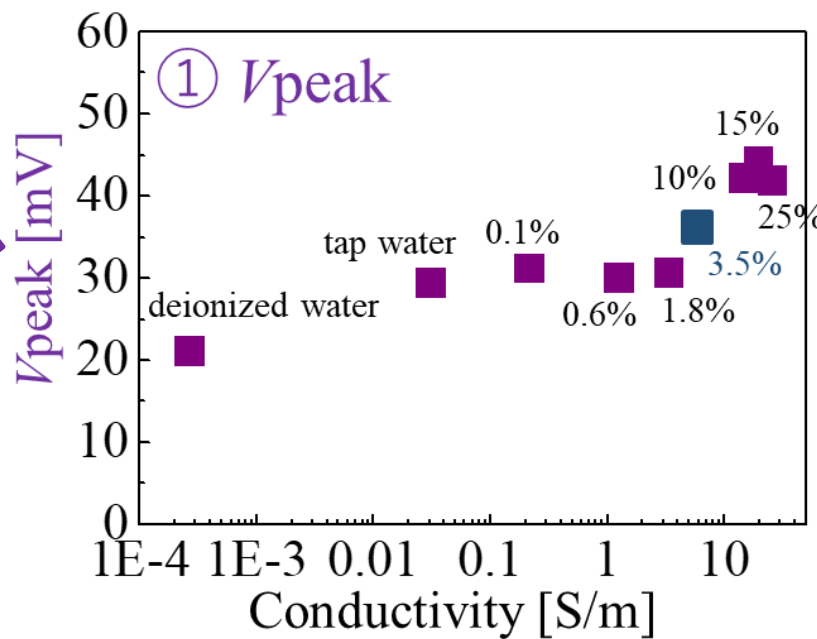 ① Vpeak
Vpeak [mV]
60
50
40
30
20
10
0
15%
10%
25%
tap water
0.1%
3.5%
deionized water
0.6%
1.8%
1E-4 1E-3 0.01 0.1 1 10
Conductivity [S/m]